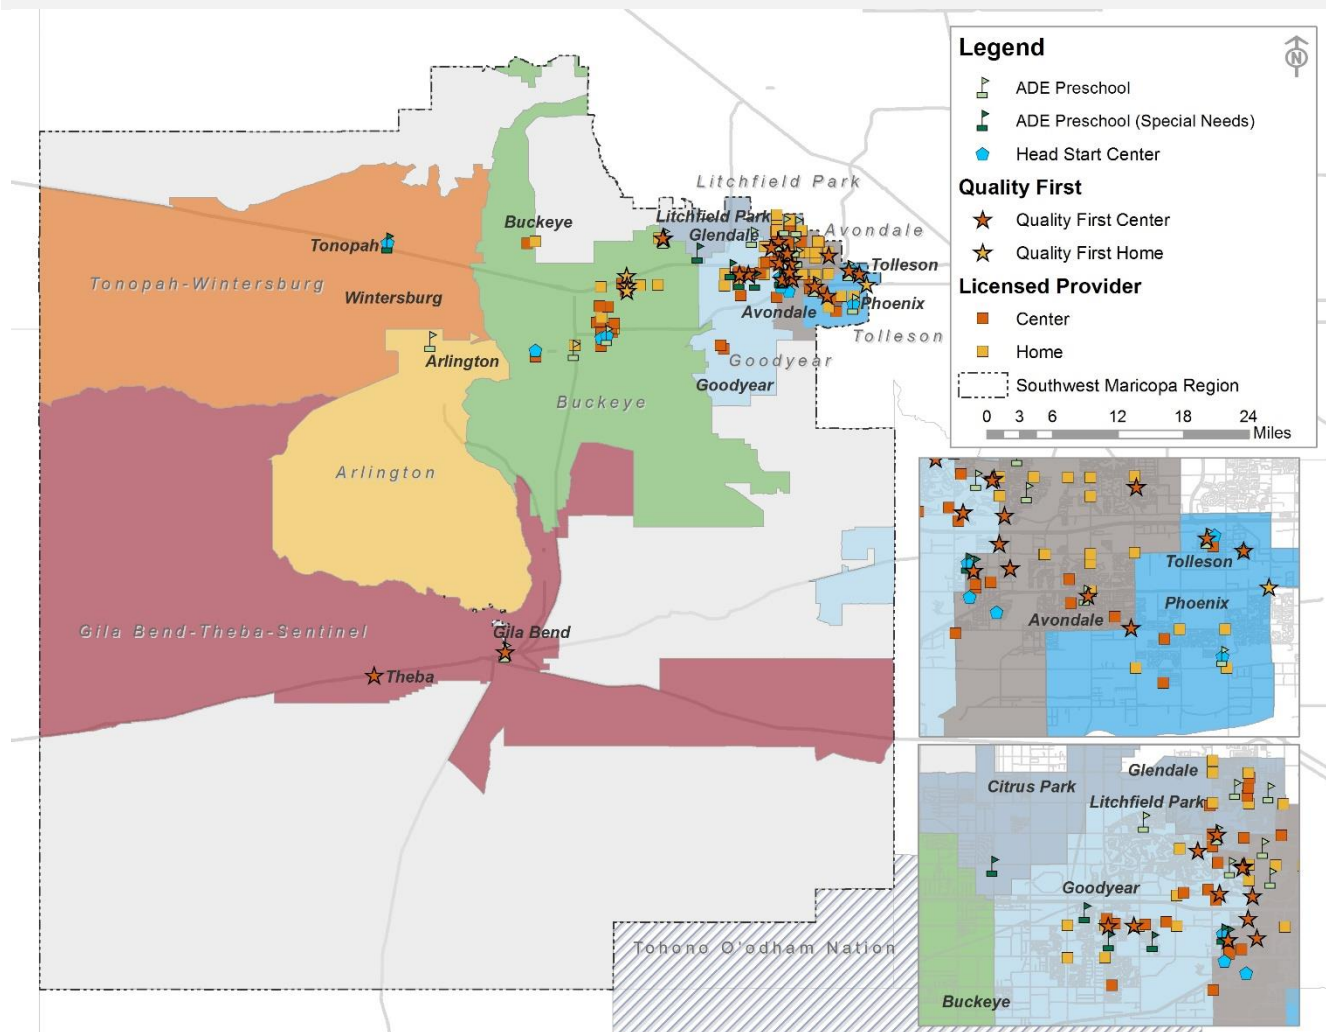 Legend
N
ADE Preschool
ADE Preschool (Special Needs)
Head Start Center
Quality First
Quality First Center
Quality First Home
Licensed Provider
Center
Home
Southwest Maricopa Region
0 3 6 12 18 24
Miles
Litchfield Park
Litchfield Park
Glendale
Avondale
Buckeye
Tonopah
Tolleson
Tonopah-Wintersburg
Wintersburg
Phoenix
Avondale
Tolleson
Arlington
Goodyear
Goodyear
Buckeye
Arlington
Gila Bend-Theba-Sentinel
Gila Bend
Theba
Tohono O'odham Nation
Tolleson
Phoenix
Avondale
Glendale
Citrus Park
Litchfield Park
Goodyear
Buckeye